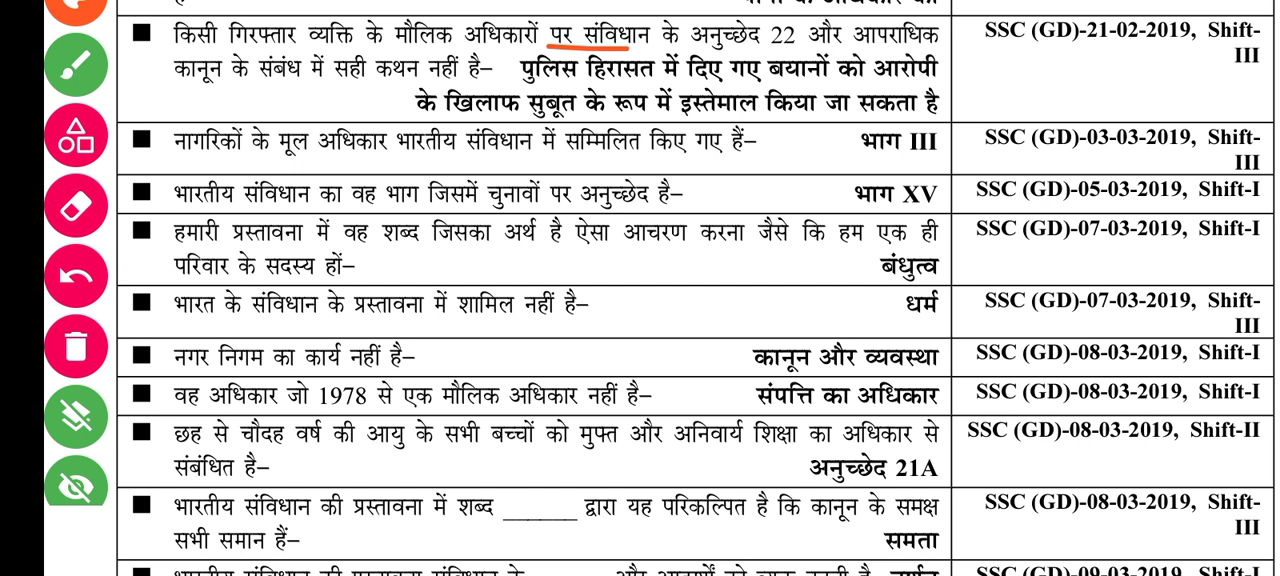 ■ किसी गिरफ्तार व्यक्ति के मौलिक अधिकारों पर संविधान के अनुच्छेद 22 और आपराधिक
कानून के संबंध में सही कथन नहीं है– पुलिस हिरासत में दिए गए बयानों को आरोपी
के खिलाफ सुबूत के रूप में इस्तेमाल किया जा सकता है
SSC (GD)-21-02-2019, Shift-
III
■ नागरिकों के मूल अधिकार भारतीय संविधान में सम्मिलित किए गए हैं– भाग III
SSC (GD)-03-03-2019, Shift-
III
■ भारतीय संविधान का वह भाग जिसमें चुनावों पर अनुच्छेद है– भाग XV
SSC (GD)-05-03-2019, Shift-I
■ हमारी प्रस्तावना में वह शब्द जिसका अर्थ है ऐसा आचरण करना जैसे कि हम एक ही
परिवार के सदस्य हों– बंधुत्व
SSC (GD)-07-03-2019, Shift-I
■ भारत के संविधान के प्रस्तावना में शामिल नहीं है– धर्म
SSC (GD)-07-03-2019, Shift-
III
■ नगर निगम का कार्य नहीं है– कानून और व्यवस्था
SSC (GD)-08-03-2019, Shift-I
■ वह अधिकार जो 1978 से एक मौलिक अधिकार नहीं है– संपत्ति का अधिकार
SSC (GD)-08-03-2019, Shift-I
■ छह से चौदह वर्ष की आयु के सभी बच्चों को मुफ्त और अनिवार्य शिक्षा का अधिकार से
संबंधित है– अनुच्छेद 21A
SSC (GD)-08-03-2019, Shift-II
■ भारतीय संविधान की प्रस्तावना में शब्द ______ द्वारा यह परिकल्पित है कि कानून के समक्ष
सभी समान हैं– समता
SSC (GD)-08-03-2019, Shift-
III
SSC (GD)-09-03-2019, Shift-I